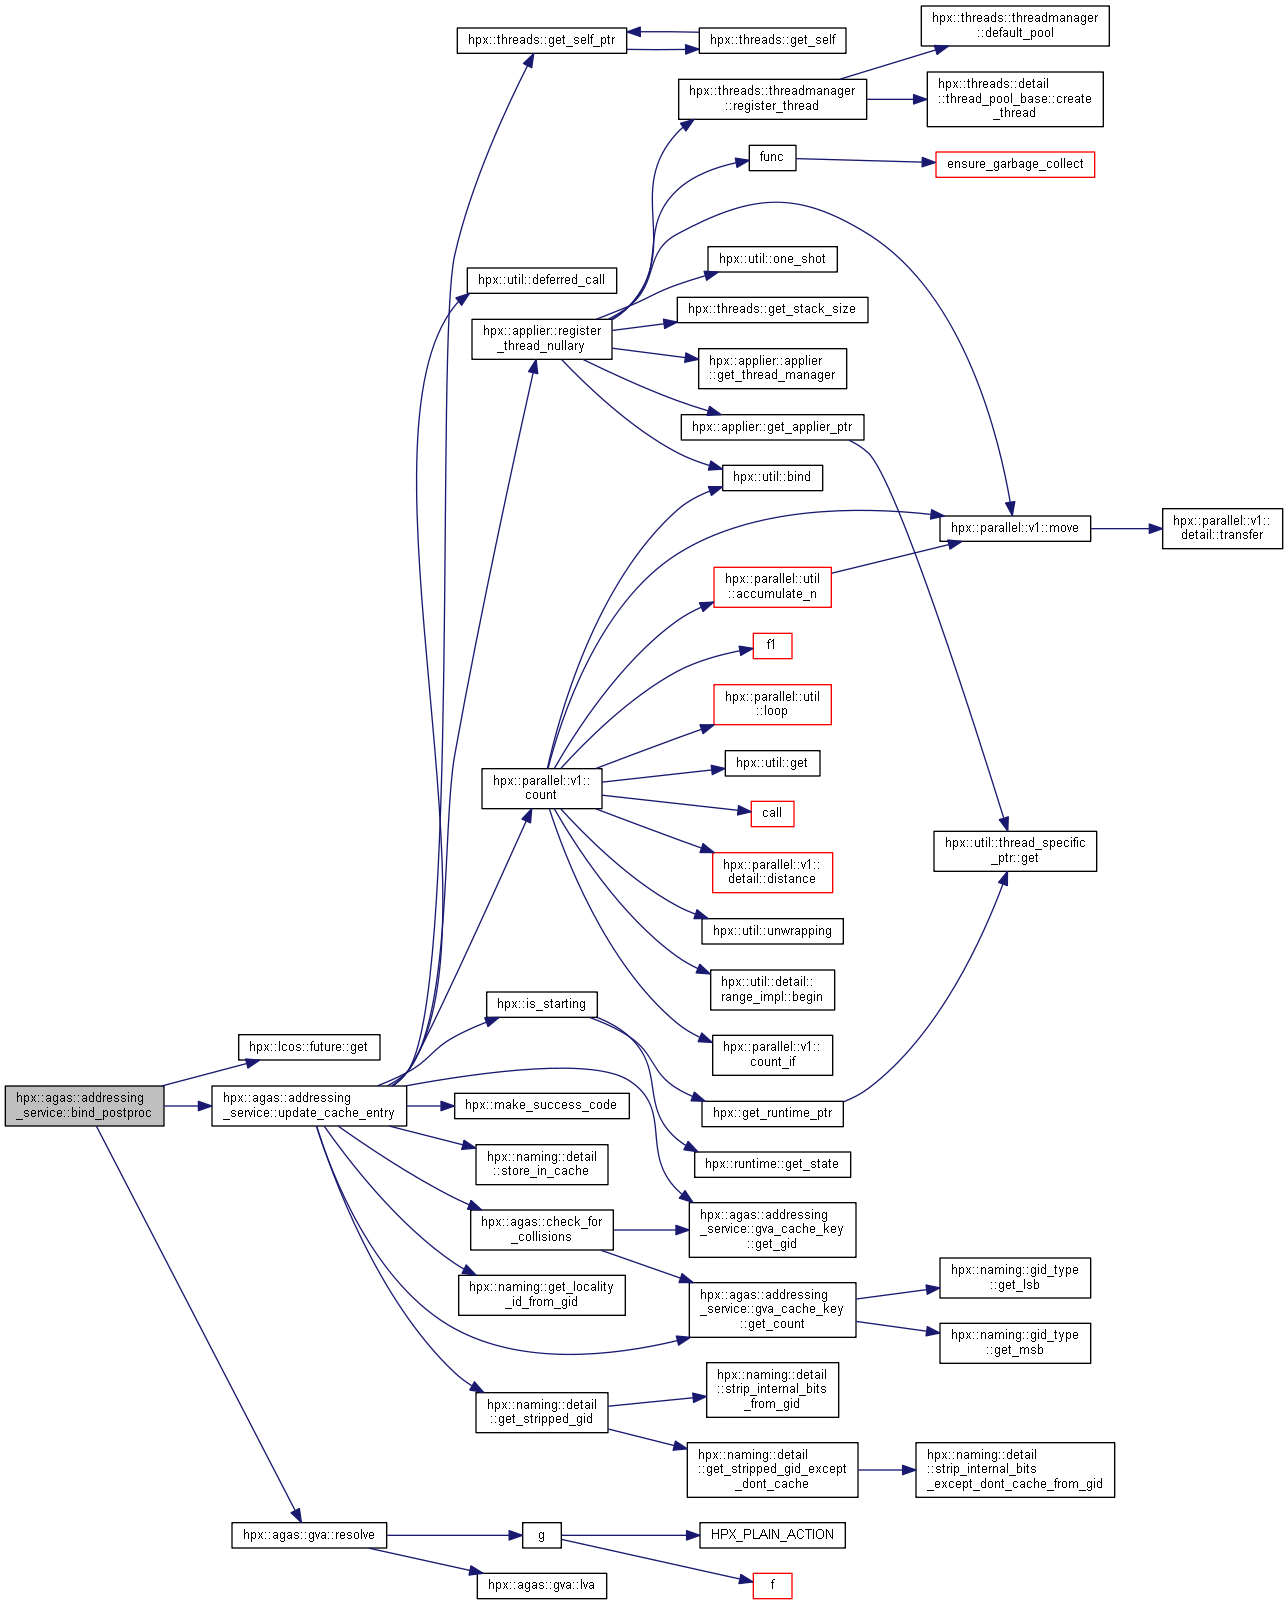 hpx::threads::threadmanager
::default_pool
hpx::threads::get_self_ptr
hpx::threads::get_self
hpx::threads::threadmanager
::register_thread
hpx::threads::detail
::thread_pool_base::create
_thread
func
ensure_garbage_collect
hpx::util::one_shot
hpx::util::deferred_call
hpx::threads::get_stack_size
hpx::applier::register
_thread_nullary
hpx::applier::applier
::get_thread_manager
hpx::applier::get_applier_ptr
hpx::util::bind
hpx::parallel::v1::move
hpx::parallel::v1::
detail::transfer
hpx::parallel::util
::accumulate_n
f1
hpx::parallel::util
::loop
hpx::util::get
hpx::parallel::v1::
count
call
hpx::util::thread_specific
_ptr::get
hpx::parallel::v1::
detail::distance
hpx::util::unwrapping
hpx::util::detail::
range_impl::begin
hpx::is_starting
hpx::parallel::v1::
count_if
hpx::lcos::future::get
hpx::agas::addressing
_service::bind_postproc
hpx::agas::addressing
_service::update_cache_entry
hpx::make_success_code
hpx::get_runtime_ptr
hpx::naming::detail
::store_in_cache
hpx::runtime::get_state
hpx::agas::check_for
_collisions
hpx::agas::addressing
_service::gva_cache_key
::get_gid
hpx::naming::get_locality
_id_from_gid
hpx::agas::addressing
_service::gva_cache_key
::get_count
hpx::naming::gid_type
::get_lsb
hpx::naming::gid_type
::get_msb
hpx::naming::detail
::get_stripped_gid
hpx::naming::detail
::strip_internal_bits
_from_gid
hpx::naming::detail
::get_stripped_gid_except
_dont_cache
hpx::naming::detail
::strip_internal_bits
_except_dont_cache_from_gid
hpx::agas::gva::resolve
g
HPX_PLAIN_ACTION
hpx::agas::gva::lva
f